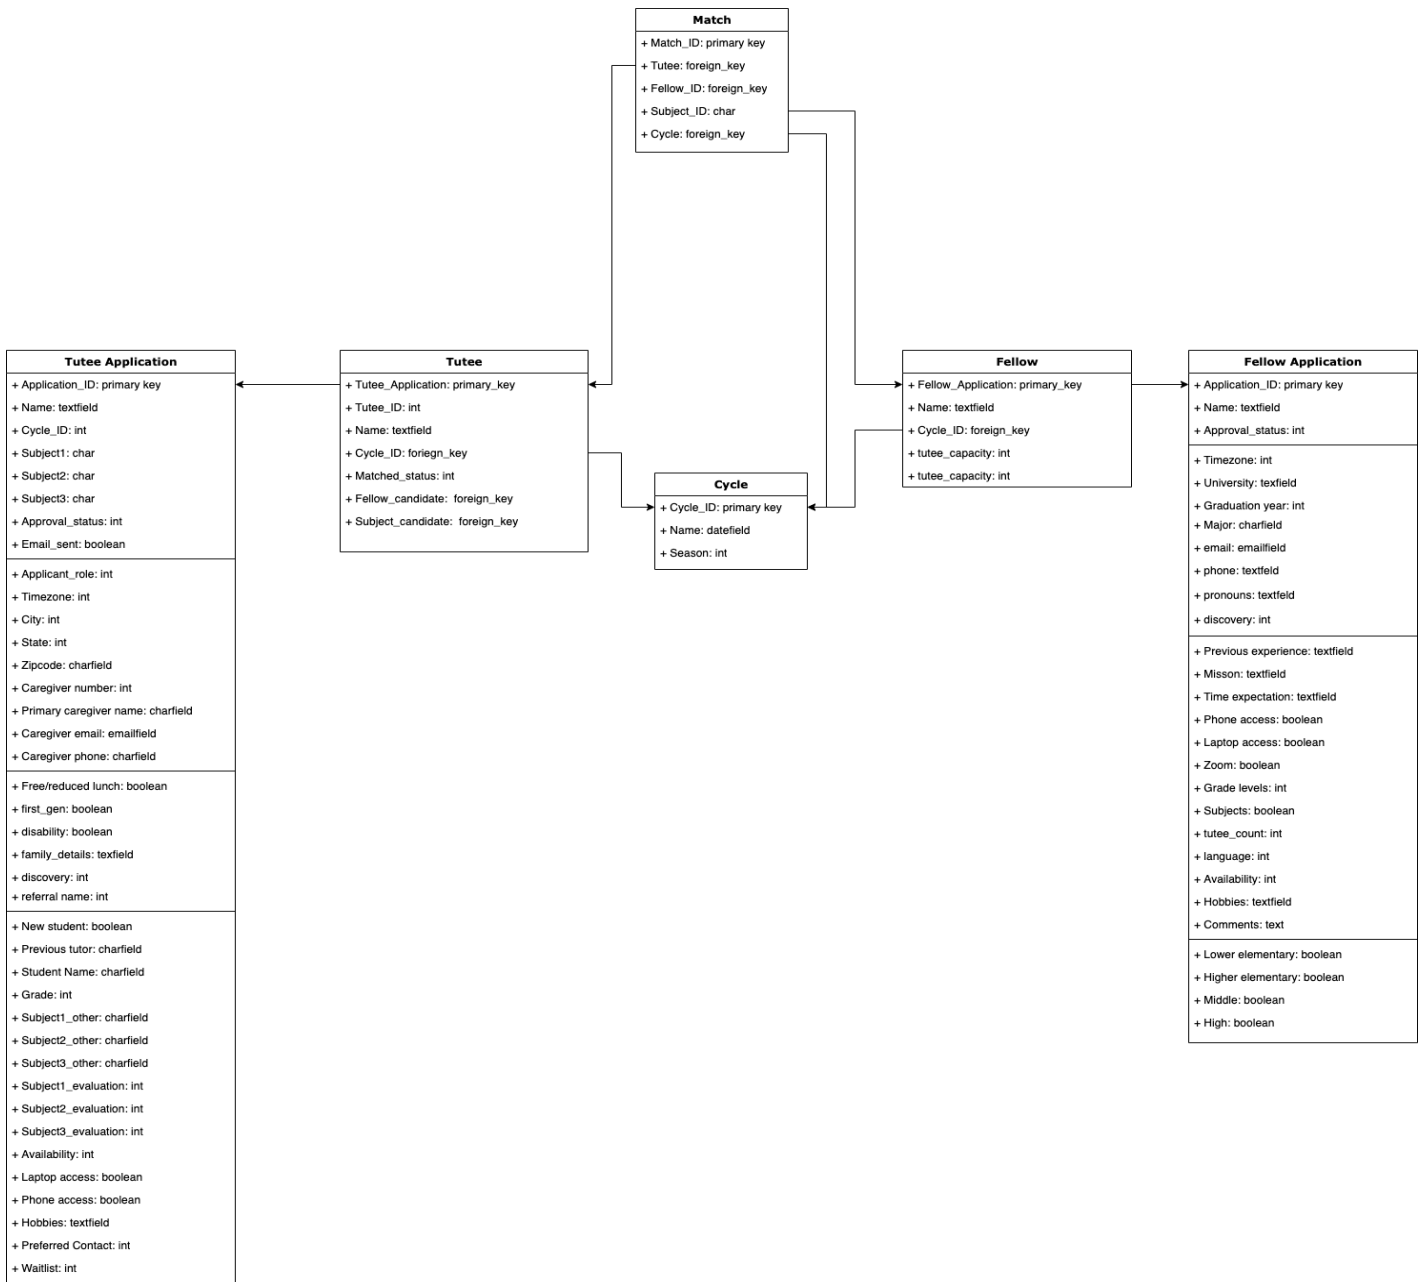 Match
+ Match_ID: primary key
+ Tutee: foreign_key
+ Fellow_ID: foreign_key
+ Subject_ID: char
+ Cycle: foreign_key
Tutee Application
+ Application_ID: primary key
+ Name: textfield
+ Cycle_ID: int
+ Subject1: char
+ Subject2: char
+ Subject3: char
+ Approval_status: int
+ Email_sent: boolean
+ Applicant_role: int
+ Timezone: int
+ City: int
+ State: int
+ Zipcode: charfield
+ Caregiver number: int
+ Primary caregiver name: charfield
+ Caregiver email: emailfield
+ Caregiver phone: charfield
+ Free/reduced lunch: boolean
+ first_gen: boolean
+ disability: boolean
+ family_details: texfield
+ discovery: int
+ referral name: int
+ New student: boolean
+ Previous tutor: charfield
+ Student Name: charfield
+ Grade: int
+ Subject1_other: charfield
+ Subject2_other: charfield
+ Subject3_other: charfield
+ Subject1_evaluation: int
+ Subject2_evaluation: int
+ Subject3_evaluation: int
+ Availability: int
+ Laptop access: boolean
+ Phone access: boolean
+ Hobbies: textfield
+ Preferred Contact: int
+ Waitlist: int
Tutee
+ Tutee_Application: primary_key
+ Tutee_ID: int
+ Name: textfield
+ Cycle_ID: foriegn_key
+ Matched_status: int
+ Fellow_candidate: foreign_key
+ Subject_candidate: foreign_key
Cycle
+ Cycle_ID: primary key
+ Name: datefield
+ Season: int
Fellow
+ Fellow_Application: primary_key
+ Name: textfield
+ Cycle_ID: foreign_key
+ tutee_capacity: int
+ tutee_capacity: int
Fellow Application
+ Application_ID: primary key
+ Name: textfield
+ Approval_status: int
+ Timezone: int
+ University: texfield
+ Graduation year: int
+ Major: charfield
+ email: emailfield
+ phone: textfeld
+ pronouns: textfeld
+ discovery: int
+ Previous experience: textfield
+ Misson: textfield
+ Time expectation: textfield
+ Phone access: boolean
+ Laptop access: boolean
+ Zoom: boolean
+ Grade levels: int
+ Subjects: boolean
+ tutee_count: int
+ language: int
+ Availability: int
+ Hobbies: textfield
+ Comments: text
+ Lower elementary: boolean
+ Higher elementary: boolean
+ Middle: boolean
+ High: boolean